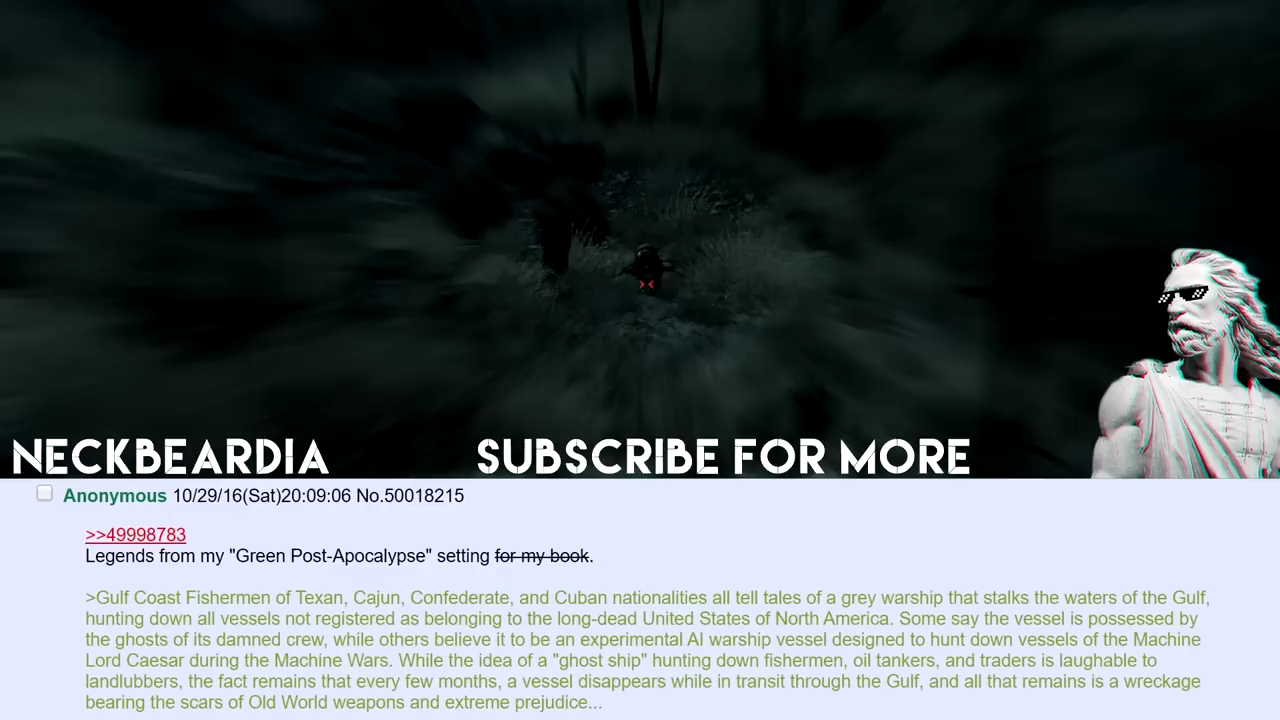 NECKBEARDIA
SUBSCRIBE FOR MORE
Anonymous 10/29/16(Sat)20:09:06 No.50018215
>>49998783
Legends from my "Green Post-Apocalypse" setting for my book.
>Gulf Coast Fishermen of Texan, Cajun, Confederate, and Cuban nationalities all tell tales of a grey warship that stalks the waters of the Gulf,
hunting down all vessels not registered as belonging to the long-dead United States of North America. Some say the vessel is possessed by
the ghosts of its damned crew, while others believe it to be an experimental AI warship vessel designed to hunt down vessels of the Machine
Lord Caesar during the Machine Wars. While the idea of a "ghost ship" hunting down fishermen, oil tankers, and traders is laughable to
landlubbers, the fact remains that every few months, a vessel disappears while in transit through the Gulf, and all that remains is a wreckage
bearing the scars of Old World weapons and extreme prejudice...